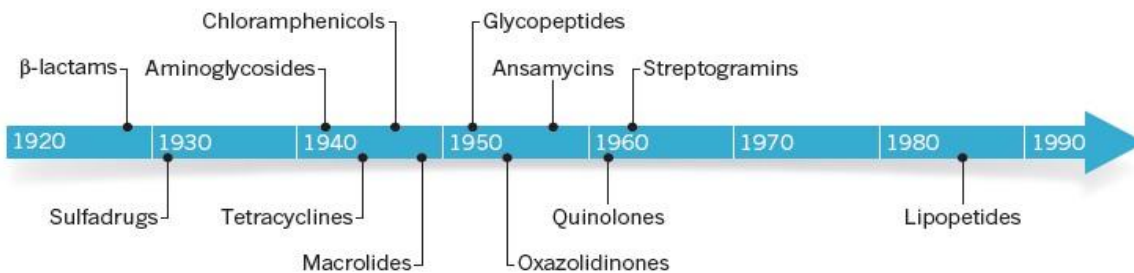 Chloramphenicols Glycopeptides
β-lactams Aminoglycosides Ansamycins Streptogramins
1920 1930 1940 1950 1960 1970 1980 1990
Sulfadrugs Tetracyclines Quinolones Lipopetides
Macrolides Oxazolidinones